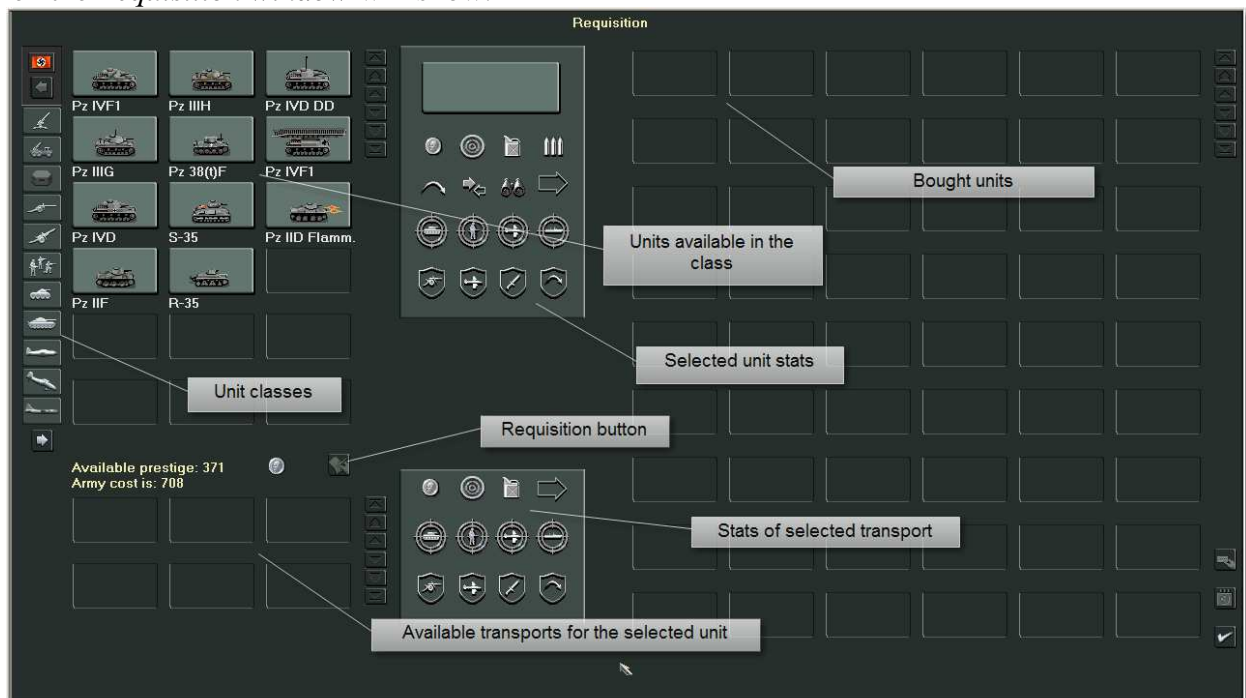 Requisition
Pz IVF1 Pz IIIH Pz IVD DD
Pz IIIG Pz 38(t)F Pz IVF1
Bought units
Pz IVD S-35 Pz IID Flamm.
Units available in the
class
Pz IIF R-35
Selected unit stats
Unit classes
Requisition button
Available prestige: 371
Army cost is: 708
Stats of selected transport
Available transports for the selected unit